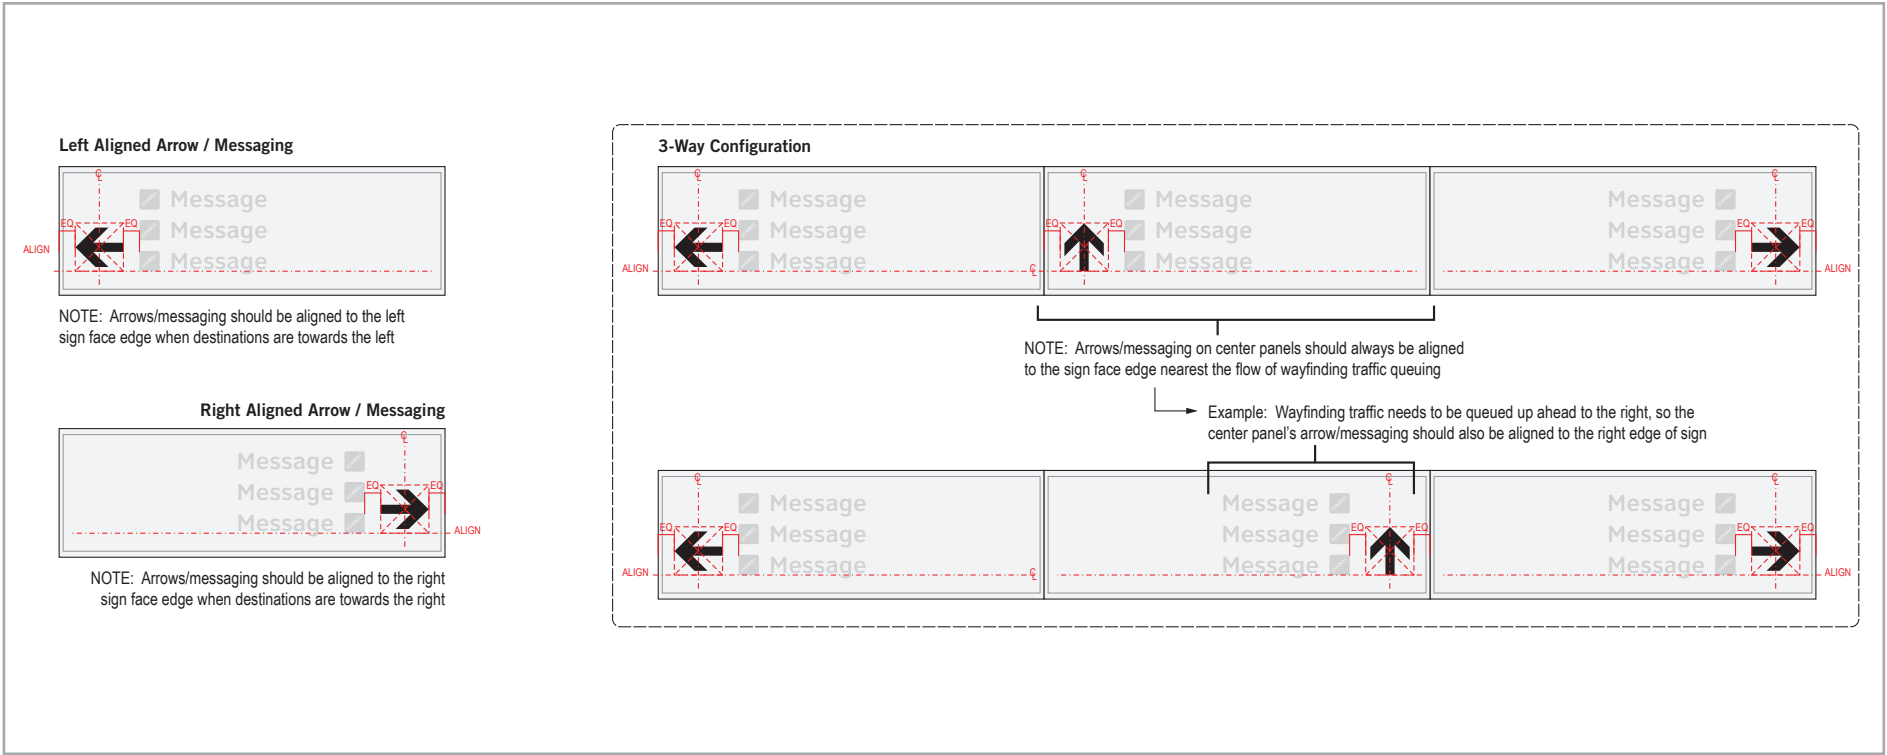 Left Aligned Arrow / Messaging
℄
Message
EQ EQ Message
ALIGN
Message
NOTE: Arrows/messaging should be aligned to the left
sign face edge when destinations are towards the left
Right Aligned Arrow / Messaging
℄
Message
Message EQ EQ
Message
ALIGN
NOTE: Arrows/messaging should be aligned to the right
sign face edge when destinations are towards the right
3-Way Configuration
℄ ℄ ℄
Message Message Message
EQ EQ Message EQ EQ Message Message EQ EQ
Message Message Message
ALIGN ℄ ALIGN
NOTE: Arrows/messaging on center panels should always be aligned
to the sign face edge nearest the flow of wayfinding traffic queuing
Example: Wayfinding traffic needs to be queued up ahead to the right, so the
center panel's arrow/messaging should also be aligned to the right edge of sign
℄ ℄ ℄
Message Message Message
EQ EQ Message Message EQ EQ Message EQ EQ
Message Message Message
ALIGN ℄ ALIGN